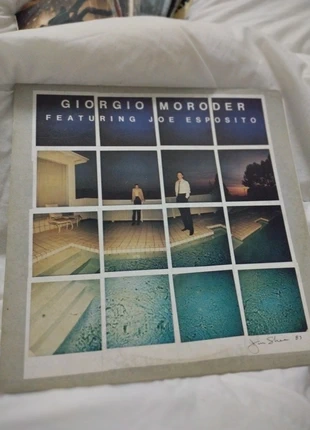 GIORGIO MORODER
FEATURING JOE ESPOSITO